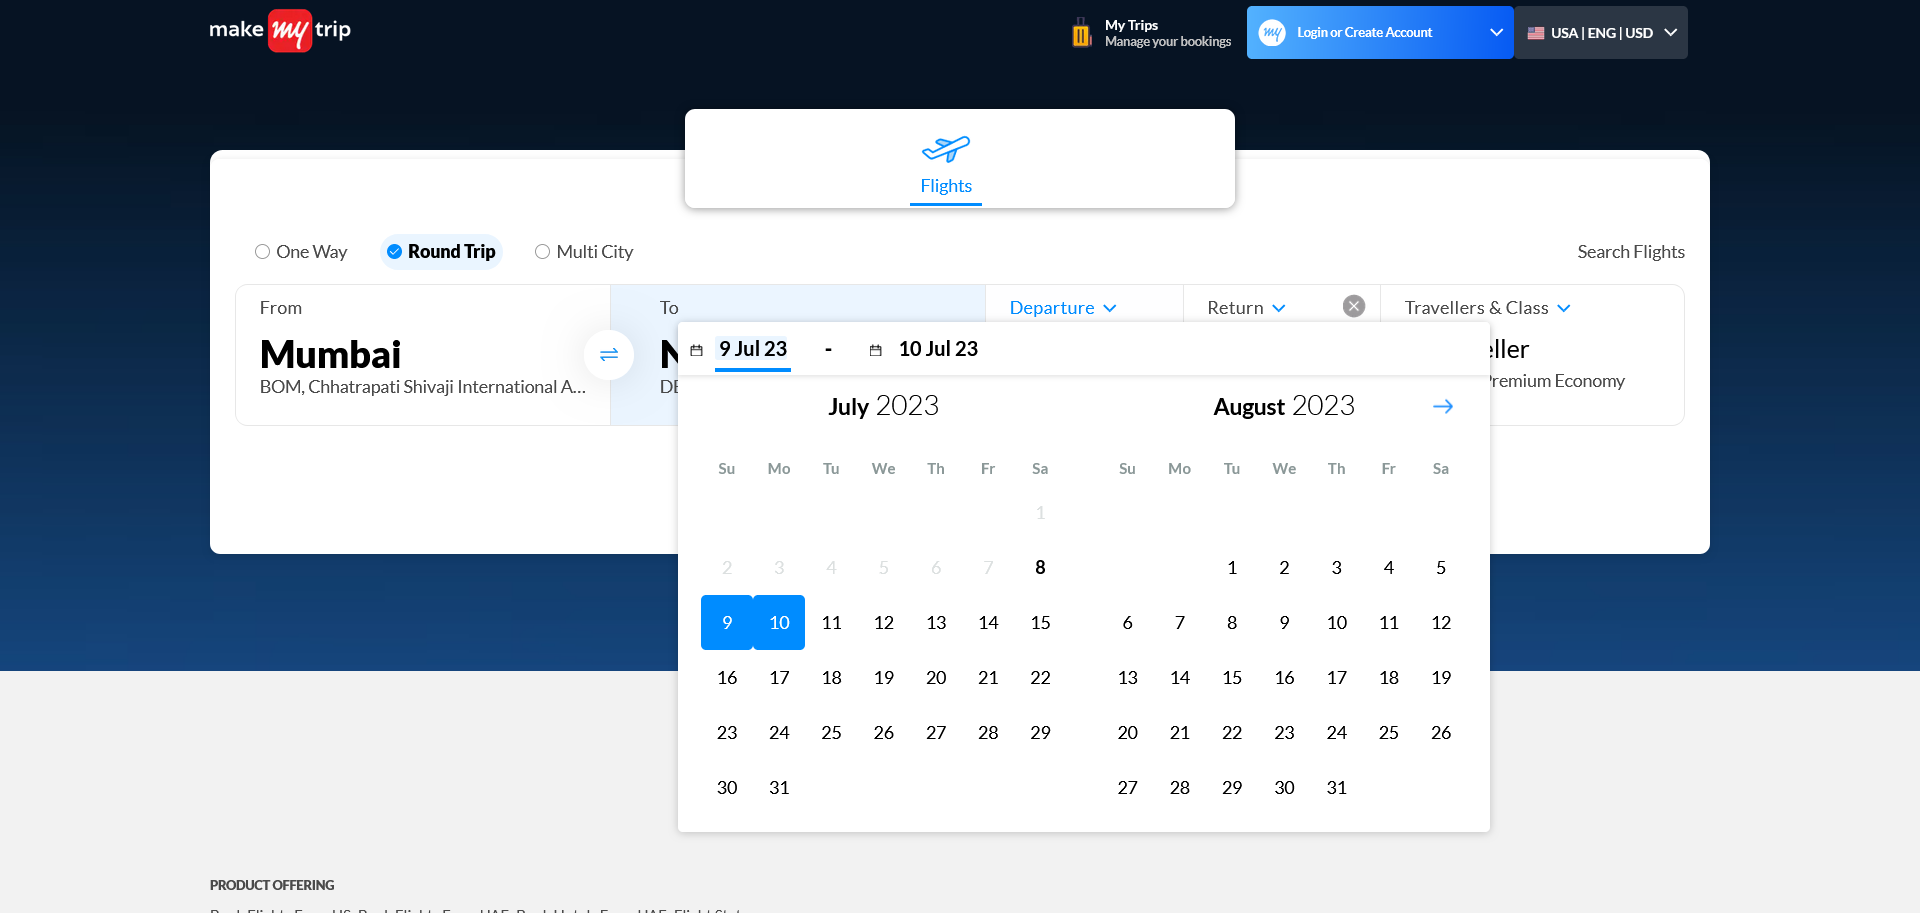 make my trip
My Trips
Manage your bookings
my
Login or Create Account
USA | ENG | USD
Flights
One Way
Round Trip
Multi City
Search Flights
From
To
Departure
Return
Travellers & Class
Mumbai
BOM, Chhatrapati Shivaji International A...
9 Jul 23 - 10 Jul 23
Premium Economy
July 2023
August 2023
Su Mo Tu We Th Fr Sa
1
2 3 4 5 6 7 8
9 10 11 12 13 14 15
16 17 18 19 20 21 22
23 24 25 26 27 28 29
30 31
Su Mo Tu We Th Fr Sa
1 2 3 4 5
6 7 8 9 10 11 12
13 14 15 16 17 18 19
20 21 22 23 24 25 26
27 28 29 30 31
PRODUCT OFFERING